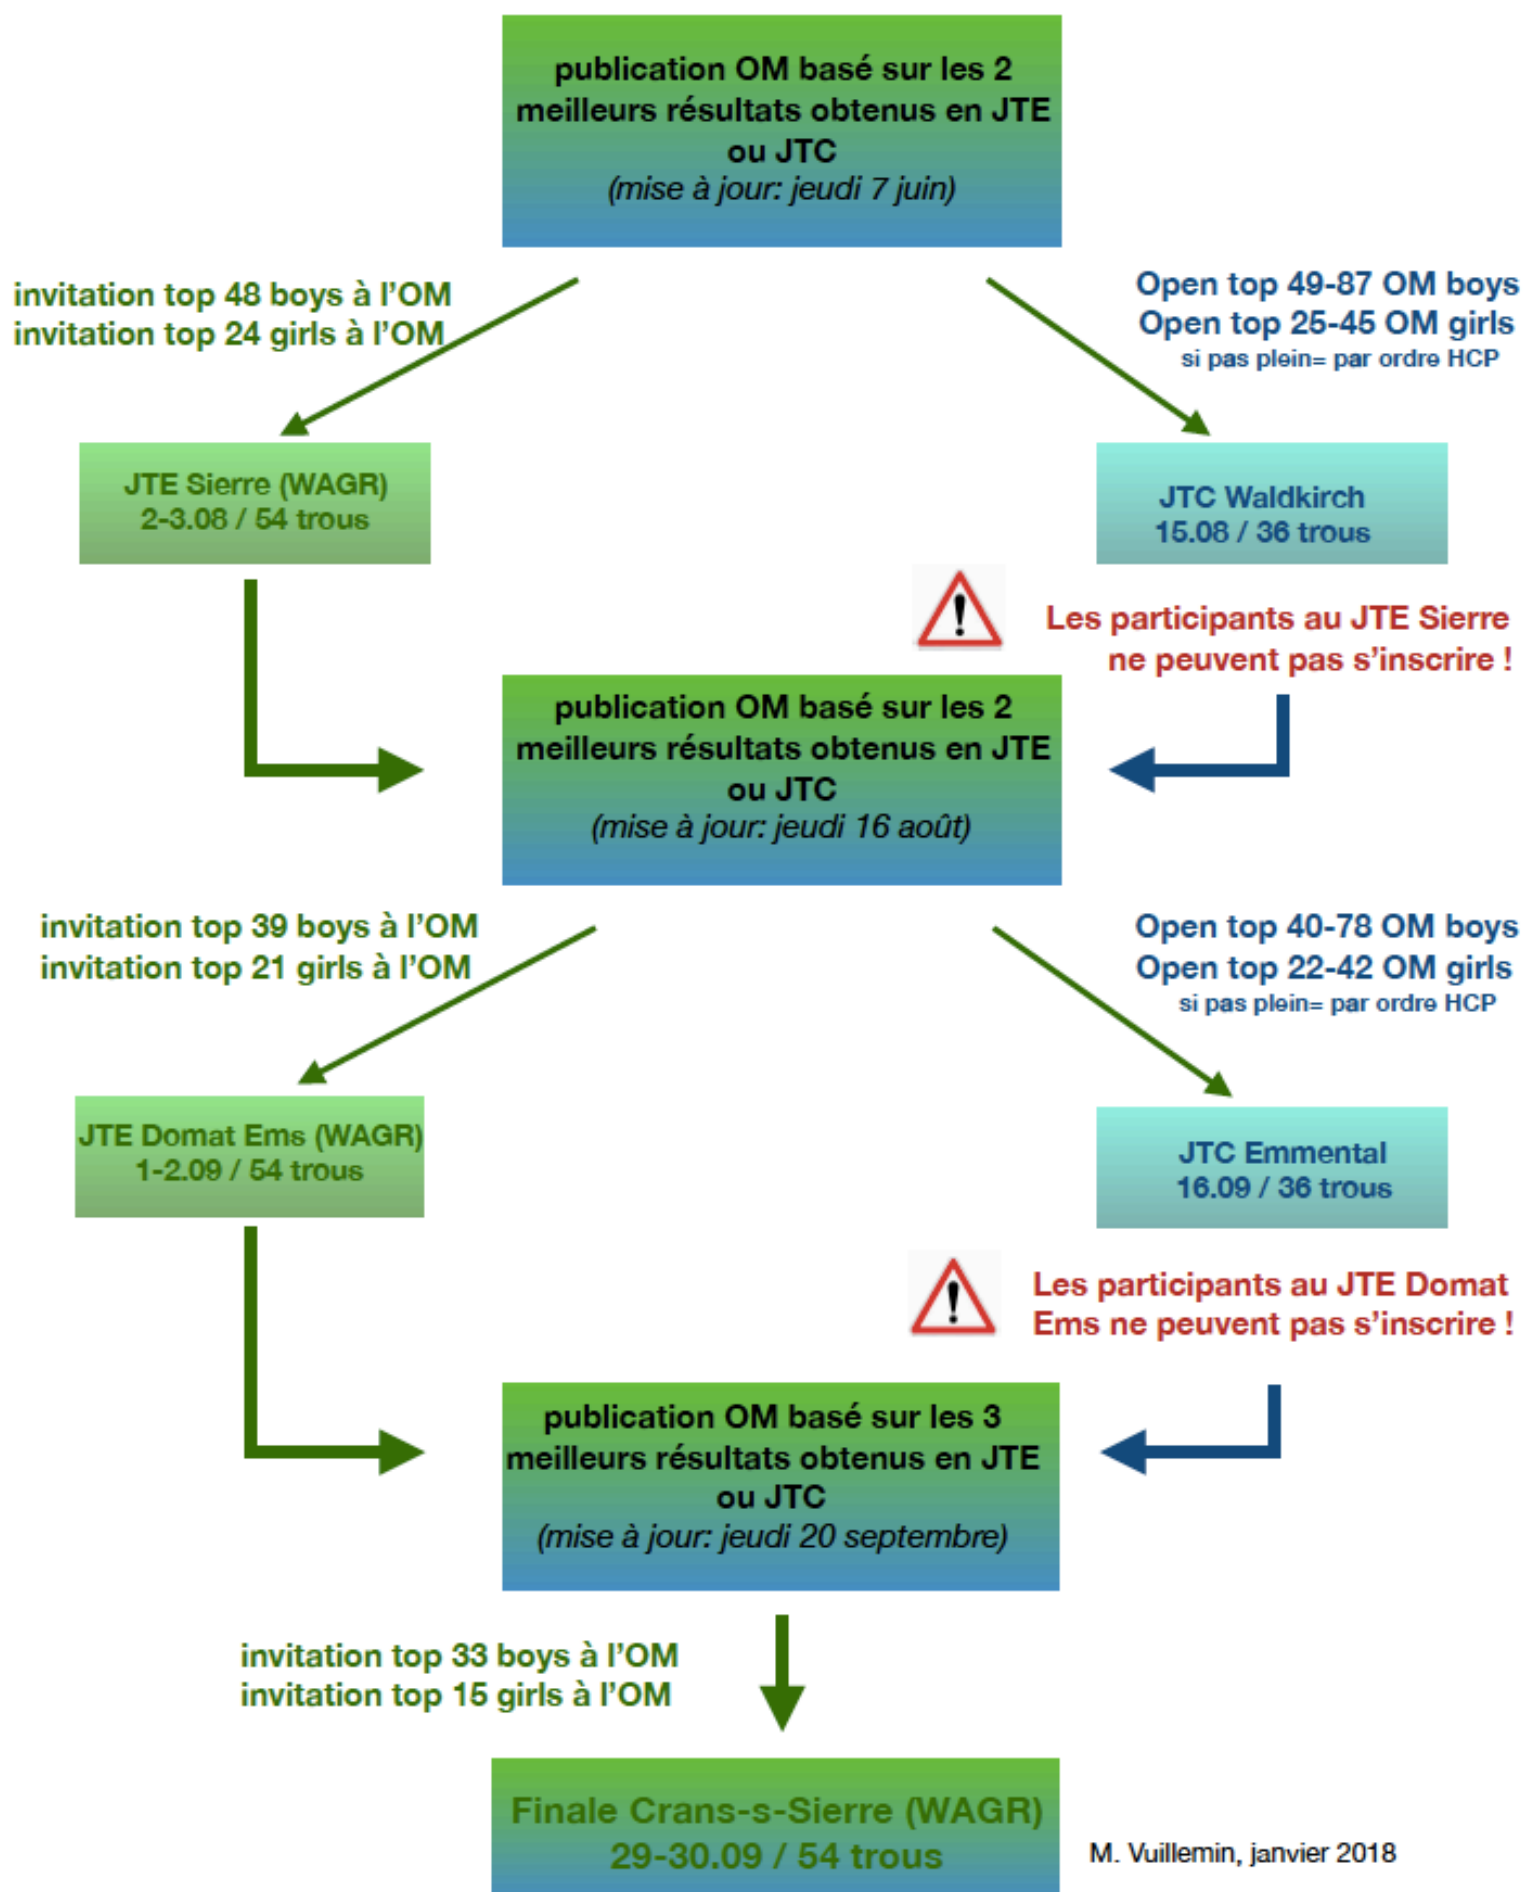 publication OM basé sur les 2
meilleurs résultats obtenus en JTE
ou JTC
(mise à jour: jeudi 7 juin)
invitation top 48 boys à l'OM
invitation top 24 girls à l'OM
Open top 49-87 OM boys
Open top 25-45 OM girls
si pas plein= par ordre HCP
JTE Sierre (WAGR)
2-3.08 / 54 trous
JTC Waldkirch
15.08 / 36 trous
Les participants au JTE Sierre
ne peuvent pas s'inscrire !
publication OM basé sur les 2
meilleurs résultats obtenus en JTE
ou JTC
(mise à jour: jeudi 16 août)
invitation top 39 boys à l'OM
invitation top 21 girls à l'OM
Open top 40-78 OM boys
Open top 22-42 OM girls
si pas plein= par ordre HCP
JTE Domat Ems (WAGR)
1-2.09 / 54 trous
JTC Emmental
16.09 / 36 trous
Les participants au JTE Domat
Ems ne peuvent pas s'inscrire !
publication OM basé sur les 3
meilleurs résultats obtenus en JTE
ou JTC
(mise à jour: jeudi 20 septembre)
invitation top 33 boys à l'OM
invitation top 15 girls à l'OM
Finale Crans-s-Sierre (WAGR)
29-30.09 / 54 trous
M. Vuillemin, janvier 2018